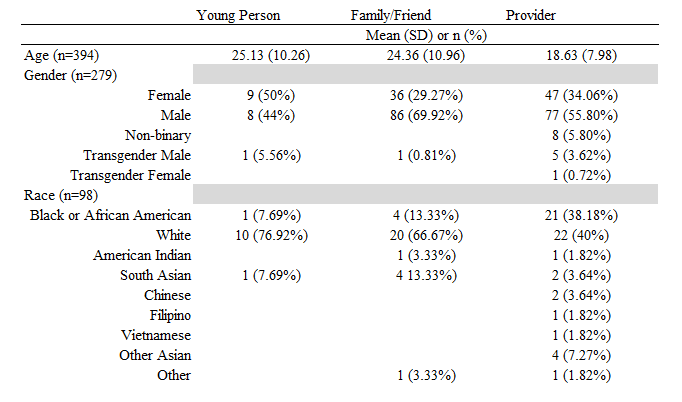 Young Person Family/Friend Provider
Mean (SD) or n (%)
Age (n=394) 25.13 (10.26) 24.36 (10.96) 18.63 (7.98)
Gender (n=279)
Female 9 (50%) 36 (29.27%) 47 (34.06%)
Male 8 (44%) 86 (69.92%) 77 (55.80%)
Non-binary 8 (5.80%)
Transgender Male 1 (5.56%) 1 (0.81%) 5 (3.62%)
Transgender Female 1 (0.72%)
Race (n=98)
Black or African American 1 (7.69%) 4 (13.33%) 21 (38.18%)
White 10 (76.92%) 20 (66.67%) 22 (40%)
American Indian 1 (3.33%) 1 (1.82%)
South Asian 1 (7.69%) 4 13.33%) 2 (3.64%)
Chinese 2 (3.64%)
Filipino 1 (1.82%)
Vietnamese 1 (1.82%)
Other Asian 4 (7.27%)
Other 1 (3.33%) 1 (1.82%)